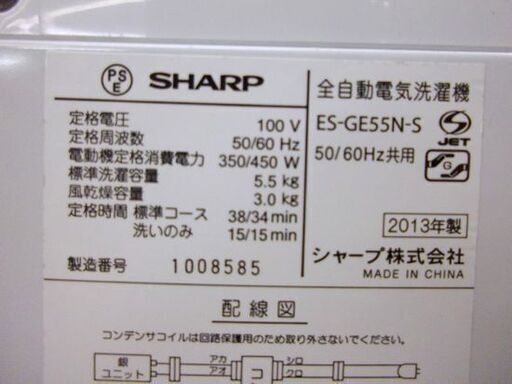 PS
E
SHARP
全自動電気洗濯機
ES-GE55N-S
JET
50/60Hz共用
G
定格電圧 100 V
定格周波数 50/60 Hz
電動機定格消費電力 350/450 W
標準洗濯容量 5.5 kg
風乾燥容量 3.0 kg
定格時間 標準コース 38/34 min
洗いのみ 15/15 min
製造番号 1008585
2013年製
シャープ株式会社
MADE IN CHINA
配線図
コンデンサコイルは回路保護用のため取り外さないでください。
銀
ユニット
アカ
アオ
コ
シロ
クロ